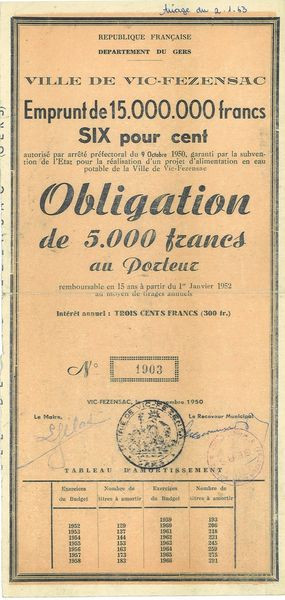 tirage du 2.1.63
REPUBLIQUE FRANÇAISE
DEPARTEMENT DU GERS
VILLE DE VIC-FEZENSAC
Emprunt de 15.000.000 francs
SIX pour cent
autorisé par arrêté préfectoral du 9 Octobre 1950, garanti par la subven-
tion de l'Etat pour la réalisation d'un projet d'alimentation en eau
potable de la Ville de Vic-Fezensac
Obligation
de 5.000 francs
au Porteur
remboursable en 15 ans à partir du 1er Janvier 1952
au moyen de tirages annuels
Intérêt annuel : TROIS CENTS FRANCS (300 fr.)
N° 1903
VIC-FEZENSAC, le 1950
Le Maire, Le Receveur Municipal
TABLEAU D'AMORTISSEMENT
Exercices du Budget Nombre de titres à amortir Exercices du Budget Nombre de titres à amortir
1952 129 1959 193
1953 137 1960 206
1954 144 1961 218
1955 153 1962 231
1956 163 1963 245
1957 173 1964 259
1958 183 1965 275
1966 291